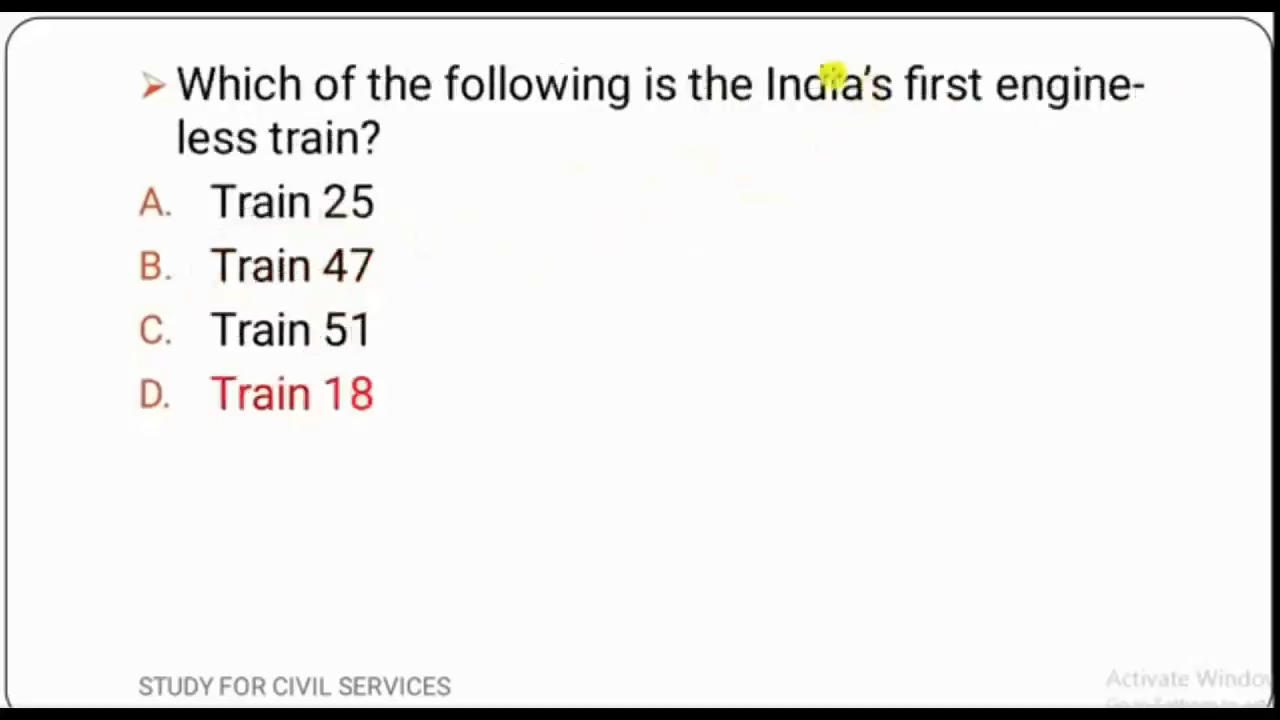 Which of the following is the India's first engine-
less train?
A. Train 25
B. Train 47
C. Train 51
D. Train 18
STUDY FOR CIVIL SERVICES
Activate Windov